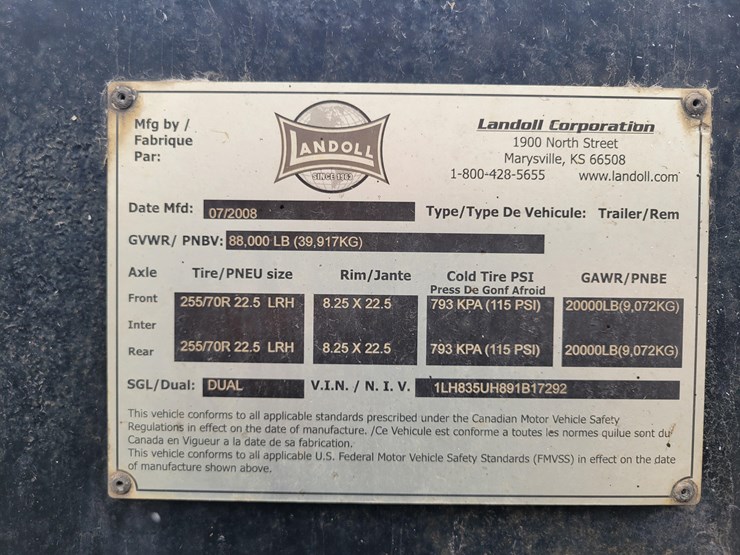 Mfg by /
Fabrique
Par:
LANDOLL
SINCE 1963
Landoll Corporation
1900 North Street
Marysville, KS 66508
1-800-428-5655 www.landoll.com
Date Mfd: 07/2008 Type/Type De Vehicule: Trailer/Rem
GVWR/ PNBV: 88,000 LB (39,917KG)
Axle Tire/PNEU size Rim/Jante Cold Tire PSI GAWR/PNBE
Press De Gonf Afroid
Front 255/70R 22.5 LRH 8.25 X 22.5 793 KPA (115 PSI) 20000LB(9,072KG)
Inter
Rear 255/70R 22.5 LRH 8.25 X 22.5 793 KPA (115 PSI) 20000LB(9,072KG)
SGL/Dual: DUAL V.I.N. / N. I. V. 1LH835UH891B17292
This vehicle conforms to all applicable standards prescribed under the Canadian Motor Vehicle Safety
Regulations in effect on the date of manufacture. /Ce Vehicule est conforme a toutes les normes quilue sont du
Canada en Vigueur a la date de sa fabrication.
This vehicle conforms to all applicable U.S. Federal Motor Vehicle Safety Standards (FMVSS) in effect on the date
of manufacture shown above.